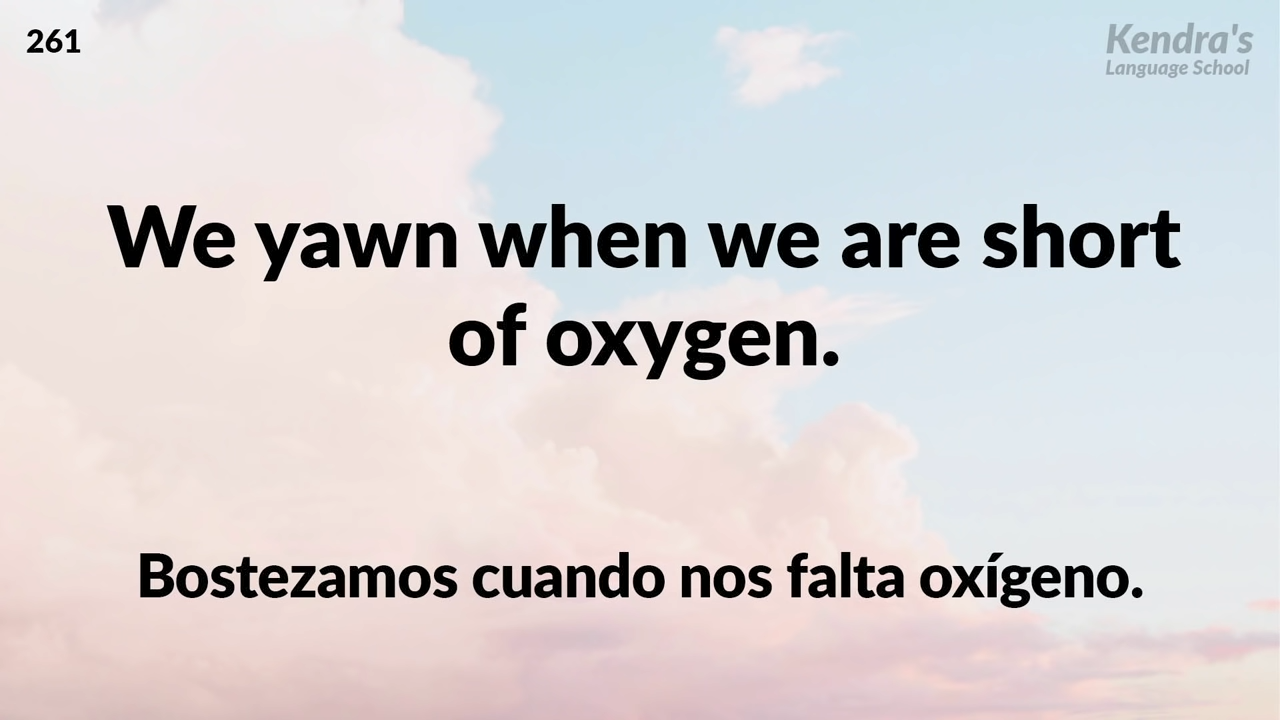 261
Kendra's
Language School
We yawn when we are short
of oxygen.
Bostezamos cuando nos falta oxígeno.